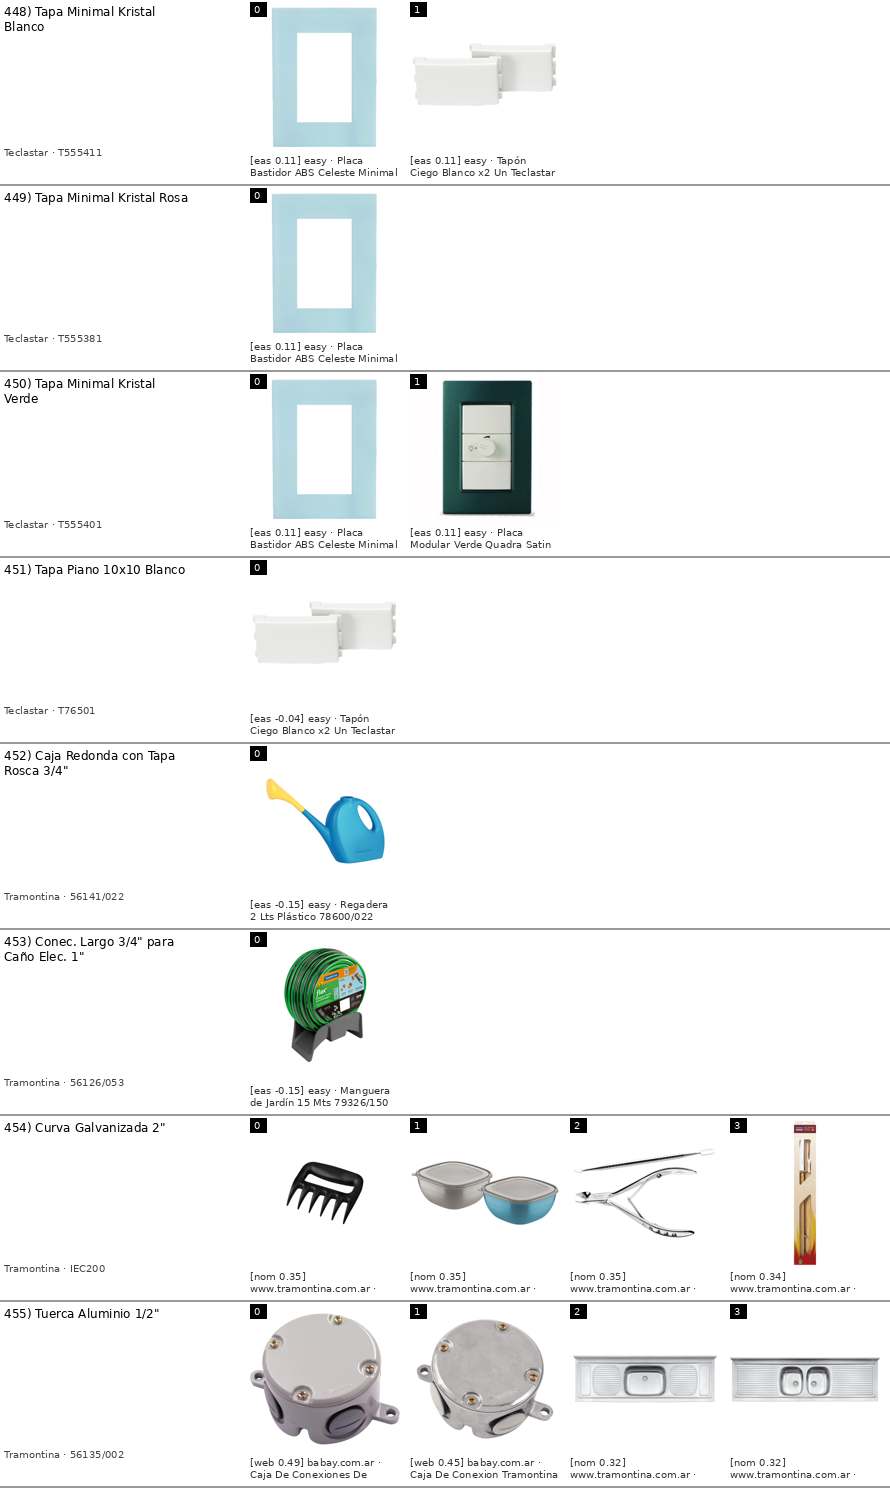 448) Tapa Minimal Kristal
Blanco
Teclastar · T555411
0
[eas 0.11] easy · Placa
Bastidor ABS Celeste Minimal
1
[eas 0.11] easy · Tapón
Ciego Blanco x2 Un Teclastar
449) Tapa Minimal Kristal Rosa
Teclastar · T555381
0
[eas 0.11] easy · Placa
Bastidor ABS Celeste Minimal
450) Tapa Minimal Kristal
Verde
Teclastar · T555401
0
[eas 0.11] easy · Placa
Bastidor ABS Celeste Minimal
1
[eas 0.11] easy · Placa
Modular Verde Quadra Satin
451) Tapa Piano 10x10 Blanco
Teclastar · T76501
0
[eas -0.04] easy · Tapón
Ciego Blanco x2 Un Teclastar
452) Caja Redonda con Tapa
Rosca 3/4"
Tramontina · 56141/022
0
[eas -0.15] easy · Regadera
2 Lts Plástico 78600/022
453) Conec. Largo 3/4" para
Caño Elec. 1"
Tramontina · 56126/053
0
[eas -0.15] easy · Manguera
de Jardín 15 Mts 79326/150
454) Curva Galvanizada 2"
Tramontina · IEC200
0
[nom 0.35]
www.tramontina.com.ar ·
1
[nom 0.35]
www.tramontina.com.ar ·
2
[nom 0.35]
www.tramontina.com.ar ·
3
[nom 0.34]
www.tramontina.com.ar ·
455) Tuerca Aluminio 1/2"
Tramontina · 56135/002
0
[web 0.49] babay.com.ar ·
Caja De Conexiones De
1
[web 0.45] babay.com.ar ·
Caja De Conexion Tramontina
2
[nom 0.32]
www.tramontina.com.ar ·
3
[nom 0.32]
www.tramontina.com.ar ·